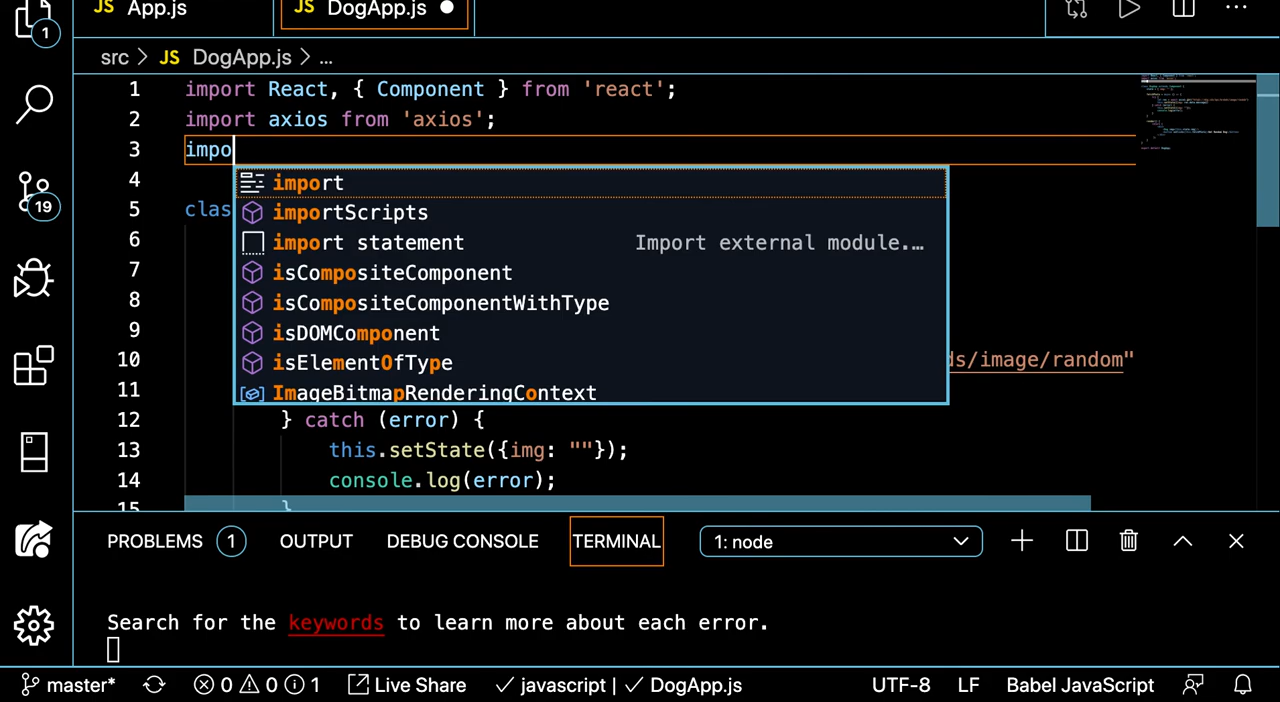 JS App.js
JS DogApp.js
1
src > JS DogApp.js > ...
1 import React, { Component } from 'react';
2 import axios from 'axios';
3 impo
4
5 clas
6
7
8
9
10 ds/image/random"
11
12 } catch (error) {
13 this.setState({img: ""});
14 console.log(error);
15 }
import
importScripts
import statement Import external module.…
isCompositeComponent
isCompositeComponentWithType
isDOMComponent
isElementOfType
ImageBitmapRenderingContext
19
PROBLEMS 1 OUTPUT DEBUG CONSOLE TERMINAL 1: node
Search for the keywords to learn more about each error.
master* 0 0 1 Live Share javascript | DogApp.js UTF-8 LF Babel JavaScript